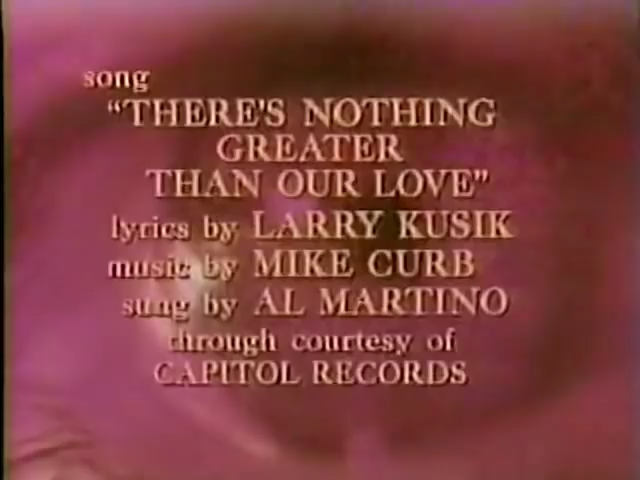 song
"THERE'S NOTHING
GREATER
THAN OUR LOVE"
lyrics by LARRY KUSIK
music by MIKE CURB
sung by AL MARTINO
through courtesy of
CAPITOL RECORDS